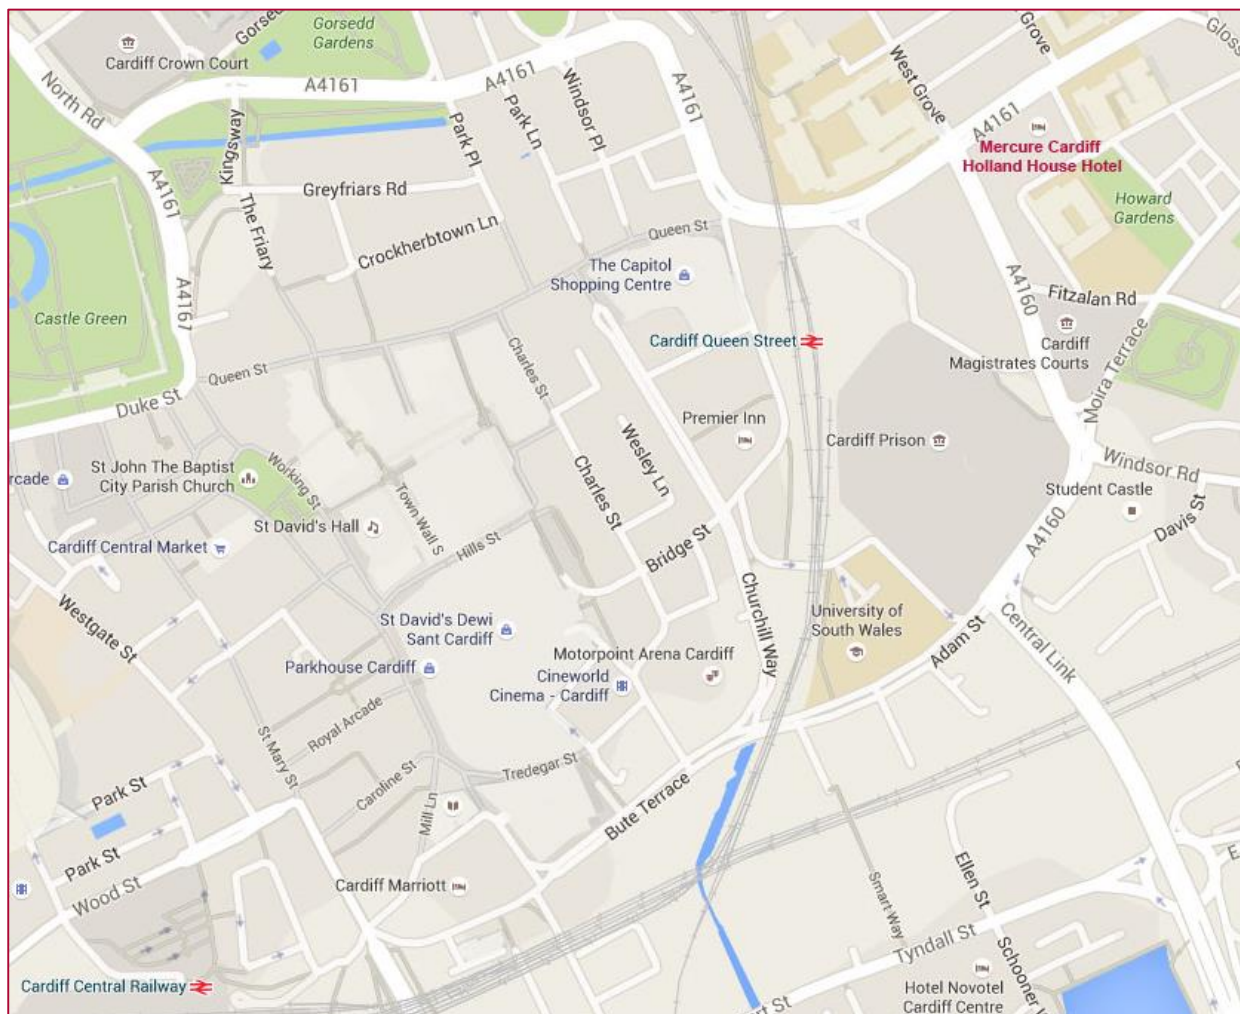 Gorsedd
Gorsedd
Gardens
Cardiff Crown Court
North Rd
A4161
A4161
Kingsway
Park Pl
Park Ln
Windsor Pl
A4161
West Grove
Grove
A4161
Mercure Cardiff
Holland House Hotel
Howard
Gardens
A4161
The Friary
Greyfriars Rd
Crockherbtown Ln
Queen St
The Capitol
Shopping Centre
A4160
Fitzalan Rd
Castle Green
A4167
Cardiff Queen Street
Cardiff
Magistrates Courts
Moira Terrace
Duke St
Queen St
Charles St
Wesley Ln
Premier Inn
Cardiff Prison
Windsor Rd
rcade
St John The Baptist
City Parish Church
Working St
Town Wall S
Charles St
Student Castle
Davis St
St David's Hall
Cardiff Central Market
Hills St
Bridge St
A4160
Westgate St
St David's Dewi
Sant Cardiff
Churchill Way
University of
South Wales
Adam St
Central Link
Parkhouse Cardiff
Motorpoint Arena Cardiff
Cineworld
Cinema - Cardiff
Royal Arcade
St Mary St
Caroline St
Tredegar St
Park St
Mill Ln
Bute Terrace
Park St
Wood St
Cardiff Marriott
Smart Way
Ellen St
Tyndall St
Schooner
Cardiff Central Railway
Hotel Novotel
Cardiff Centre